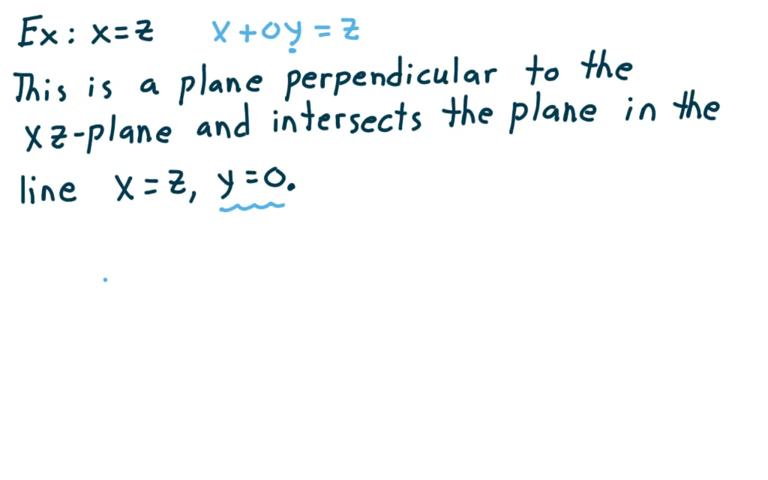 Ex: x=z x+0y=z
This is a plane perpendicular to the
xz-plane and intersects the plane in the
line x=z, y=0.